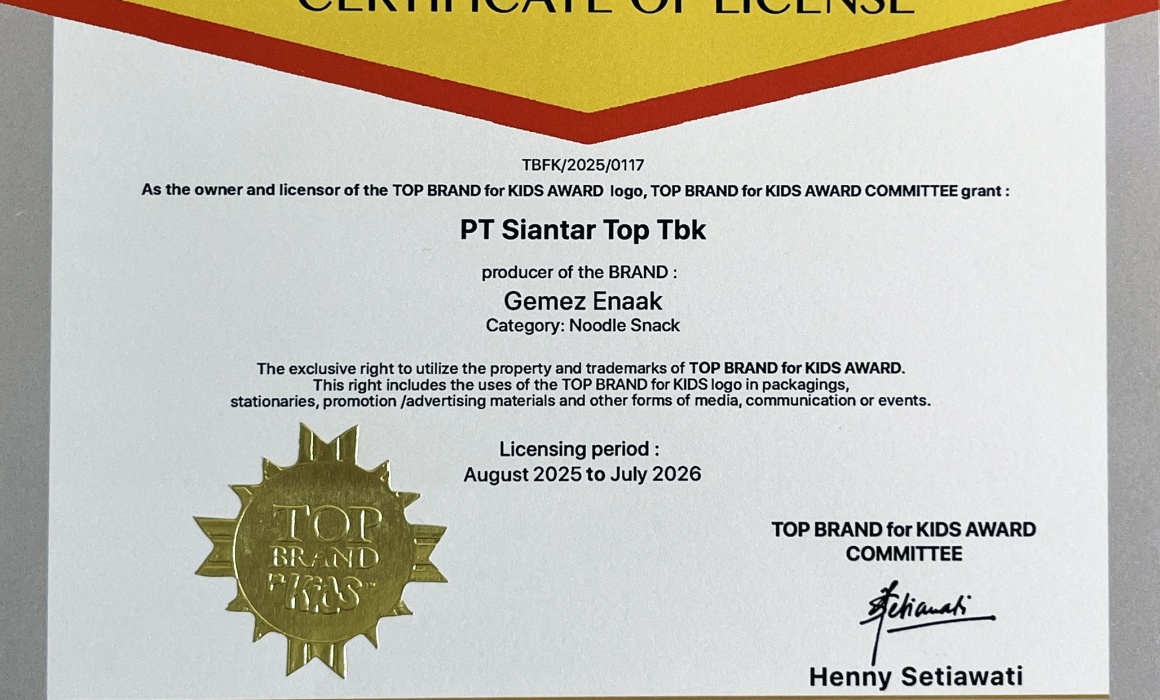 CERTIFICATE OF LICENSE
TBFK/2025/0117
As the owner and licensor of the TOP BRAND for KIDS AWARD logo, TOP BRAND for KIDS AWARD COMMITTEE grant :
PT Siantar Top Tbk
producer of the BRAND :
Gemez Enaak
Category: Noodle Snack
The exclusive right to utilize the property and trademarks of TOP BRAND for KIDS AWARD.
This right includes the uses of the TOP BRAND for KIDS logo in packagings,
stationaries, promotion /advertising materials and other forms of media, communication or events.
Licensing period :
August 2025 to July 2026
TOP
BRAND
"KidS"
TOP BRAND for KIDS AWARD
COMMITTEE
Setiawati
Henny Setiawati